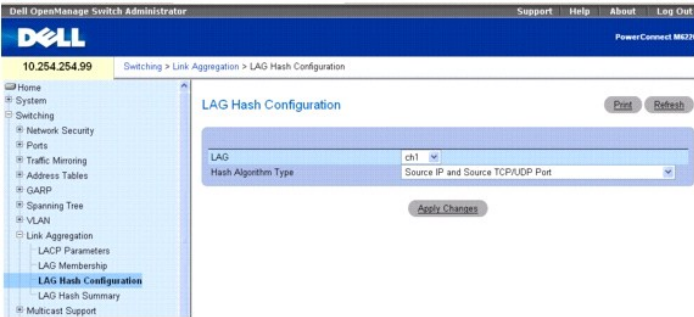 Dell OpenManage Switch Administrator
Support Help About Log Out
DELL
PowerConnect M6220
10.254.254.99
Switching > Link Aggregation > LAG Hash Configuration
Home
System
Switching
Network Security
Ports
Traffic Mirroring
Address Tables
GARP
Spanning Tree
VLAN
Link Aggregation
LACP Parameters
LAG Membership
LAG Hash Configuration
LAG Hash Summary
Multicast Support
LAG Hash Configuration
Print Refresh
LAG ch1
Hash Algorithm Type Source IP and Source TCP/UDP Port
Apply Changes